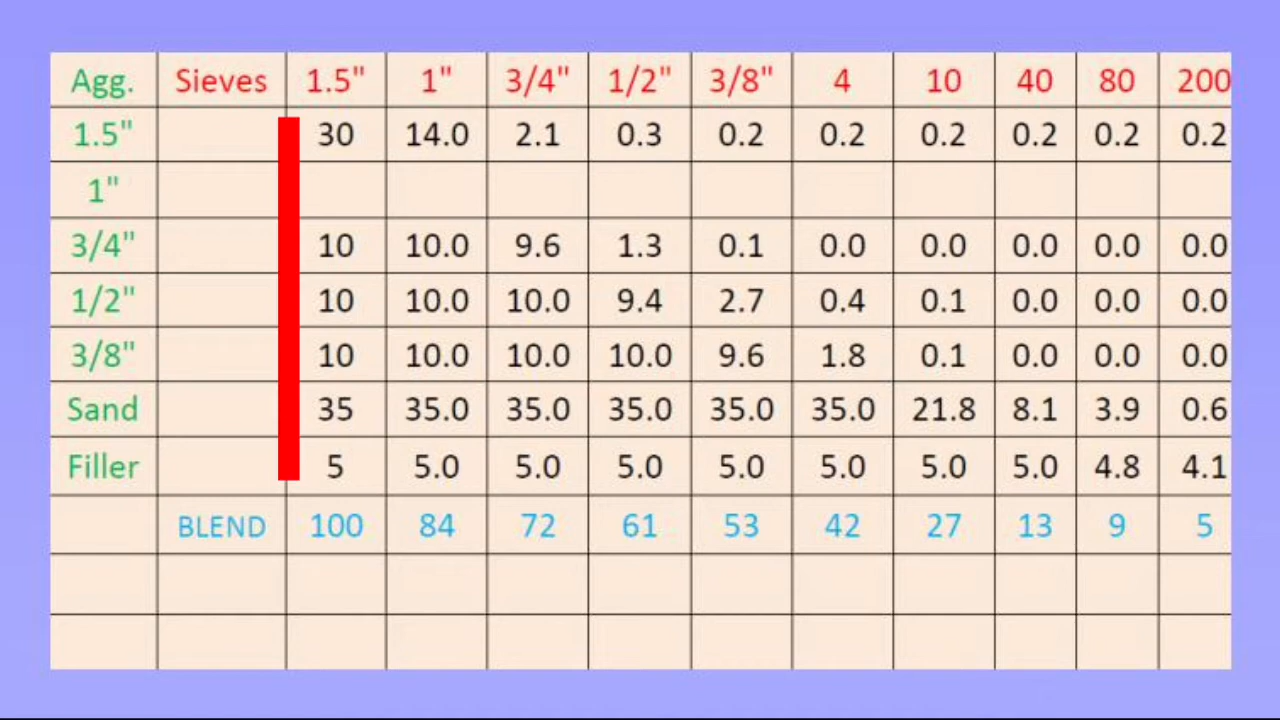 Agg. Sieves 1.5" 1" 3/4" 1/2" 3/8" 4 10 40 80 200
1.5" 30 14.0 2.1 0.3 0.2 0.2 0.2 0.2 0.2 0.2
1"
3/4" 10 10.0 9.6 1.3 0.1 0.0 0.0 0.0 0.0 0.0
1/2" 10 10.0 10.0 9.4 2.7 0.4 0.1 0.0 0.0 0.0
3/8" 10 10.0 10.0 10.0 9.6 1.8 0.1 0.0 0.0 0.0
Sand 35 35.0 35.0 35.0 35.0 35.0 21.8 8.1 3.9 0.6
Filler 5 5.0 5.0 5.0 5.0 5.0 5.0 5.0 4.8 4.1
BLEND 100 84 72 61 53 42 27 13 9 5